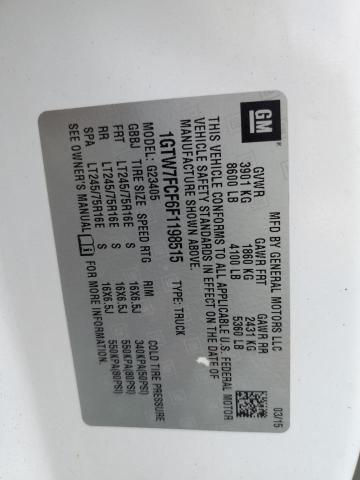 GM
MFD BY GENERAL MOTORS LLC 03/15
GVWR GAWR FRT GAWR RR
3901 KG 1860 KG 2431 KG
8600 LB 4100 LB 5360 LB
THIS VEHICLE CONFORMS TO ALL APPLICABLE U.S. FEDERAL MOTOR
VEHICLE SAFETY STANDARDS IN EFFECT ON THE DATE OF
MANUFACTURE SHOWN ABOVE.
1GTW7FCF6F1198515 TYPE: TRUCK
MODEL: G23405
GBBJ TIRE SIZE SPEED RTG RIM COLD TIRE PRESSURE
FRT LT245/75R16E S 16X6.5J 340KPA(50PSI)
RR LT245/75R16E S 16X6.5J 550KPA(80PSI)
SPA LT245/75R16E S 16X6.5J 550KPA(80PSI)
SEE OWNER'S MANUAL FOR MORE INFORMATION.